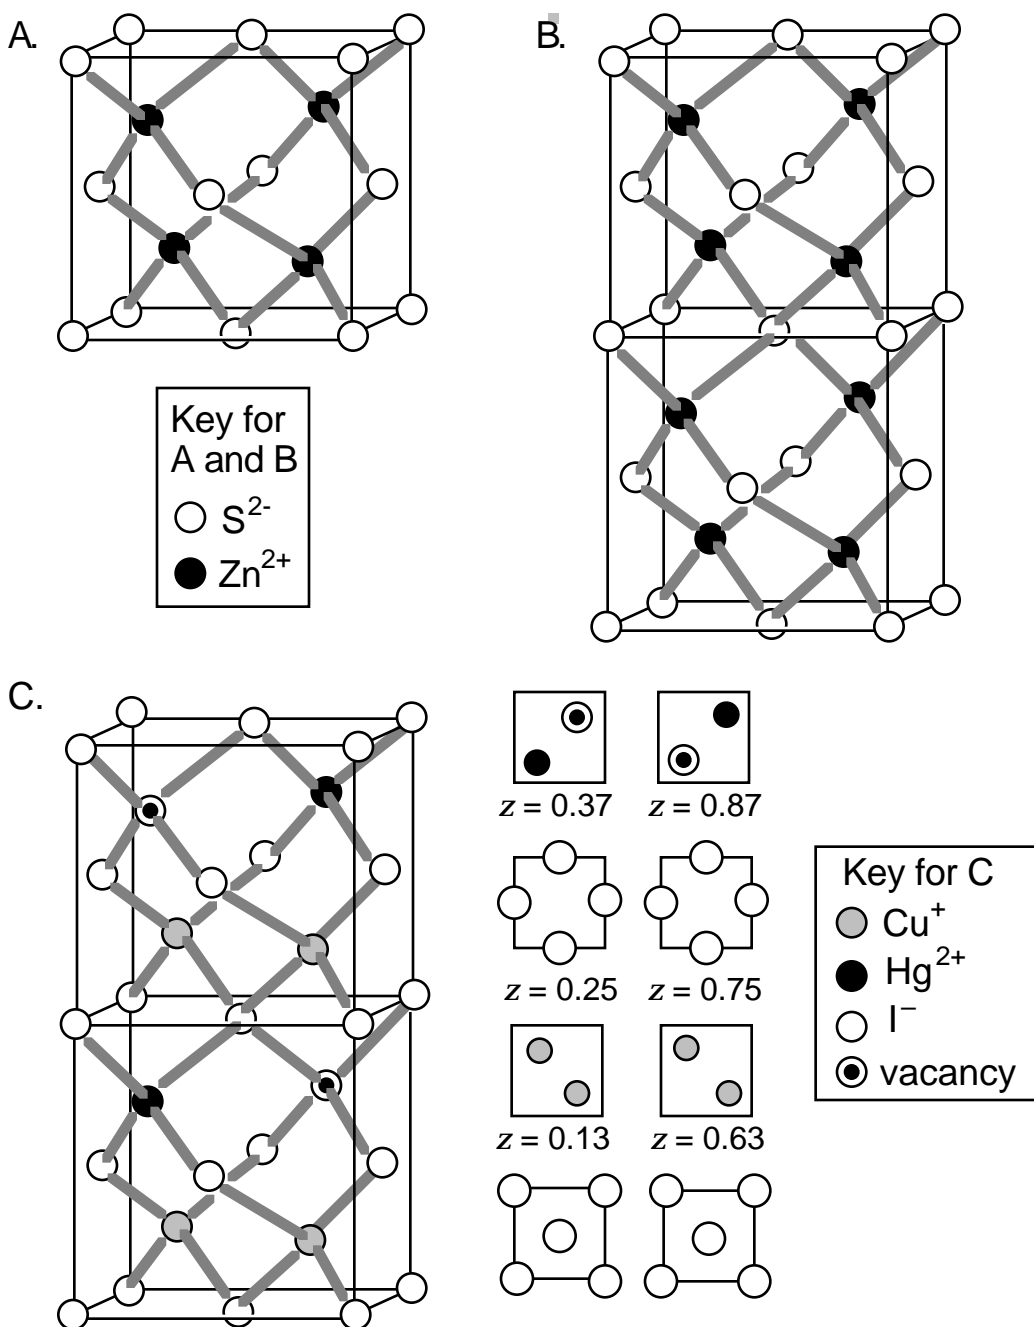 A.
B.
Key for
A and B
S²⁻
Zn²⁺
C.
z = 0.37
z = 0.87
z = 0.25
z = 0.75
z = 0.13
z = 0.63
Key for C
Cu⁺
Hg²⁺
I⁻
vacancy